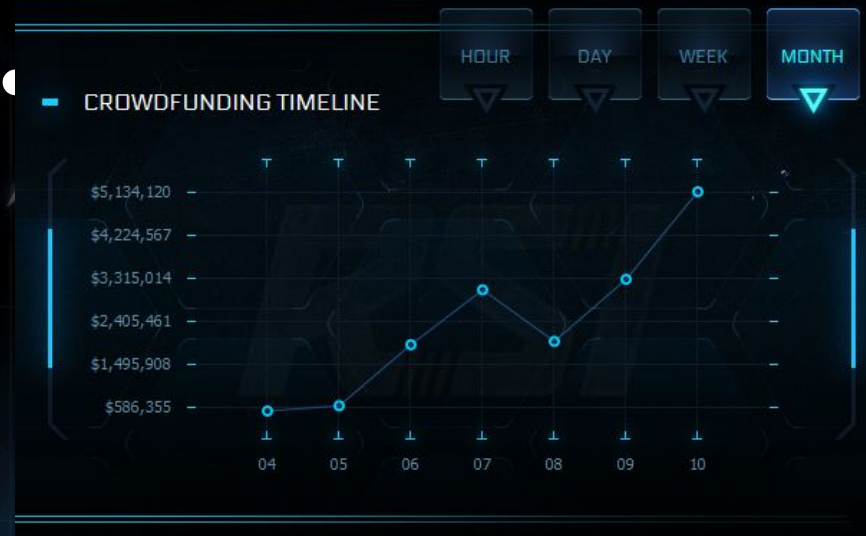 HOUR DAY WEEK MONTH
CROWDFUNDING TIMELINE
$5,134,120
$4,224,567
$3,315,014
$2,405,461
$1,495,908
$586,355
04 05 06 07 08 09 10
RSI